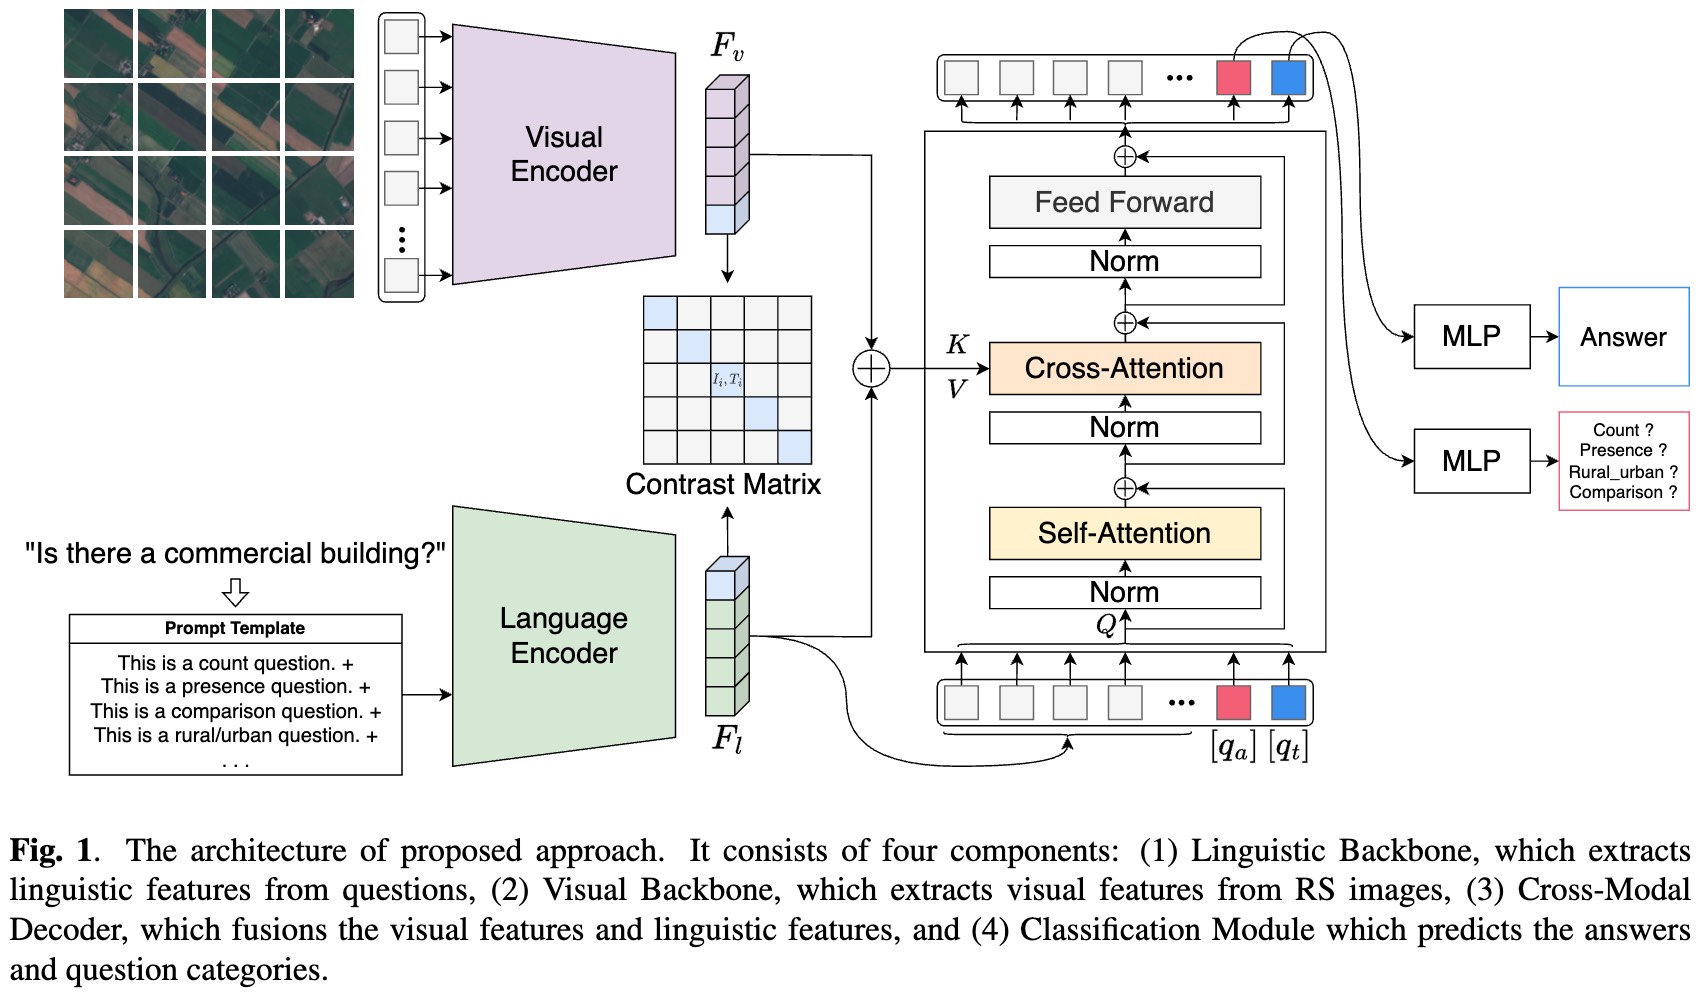 Visual
Encoder
F_v
I_i, T_i
Contrast Matrix
"Is there a commercial building?"
Prompt Template
This is a count question. +
This is a presence question. +
This is a comparison question. +
This is a rural/urban question. +
. . .
Language
Encoder
F_l
Feed Forward
Norm
K
Cross-Attention
V
Norm
Self-Attention
Norm
Q
[q_a] [q_t]
MLP
Answer
MLP
Count ?
Presence ?
Rural_urban ?
Comparison ?
Fig. 1. The architecture of proposed approach. It consists of four components: (1) Linguistic Backbone, which extracts
linguistic features from questions, (2) Visual Backbone, which extracts visual features from RS images, (3) Cross-Modal
Decoder, which fusions the visual features and linguistic features, and (4) Classification Module which predicts the answers
and question categories.